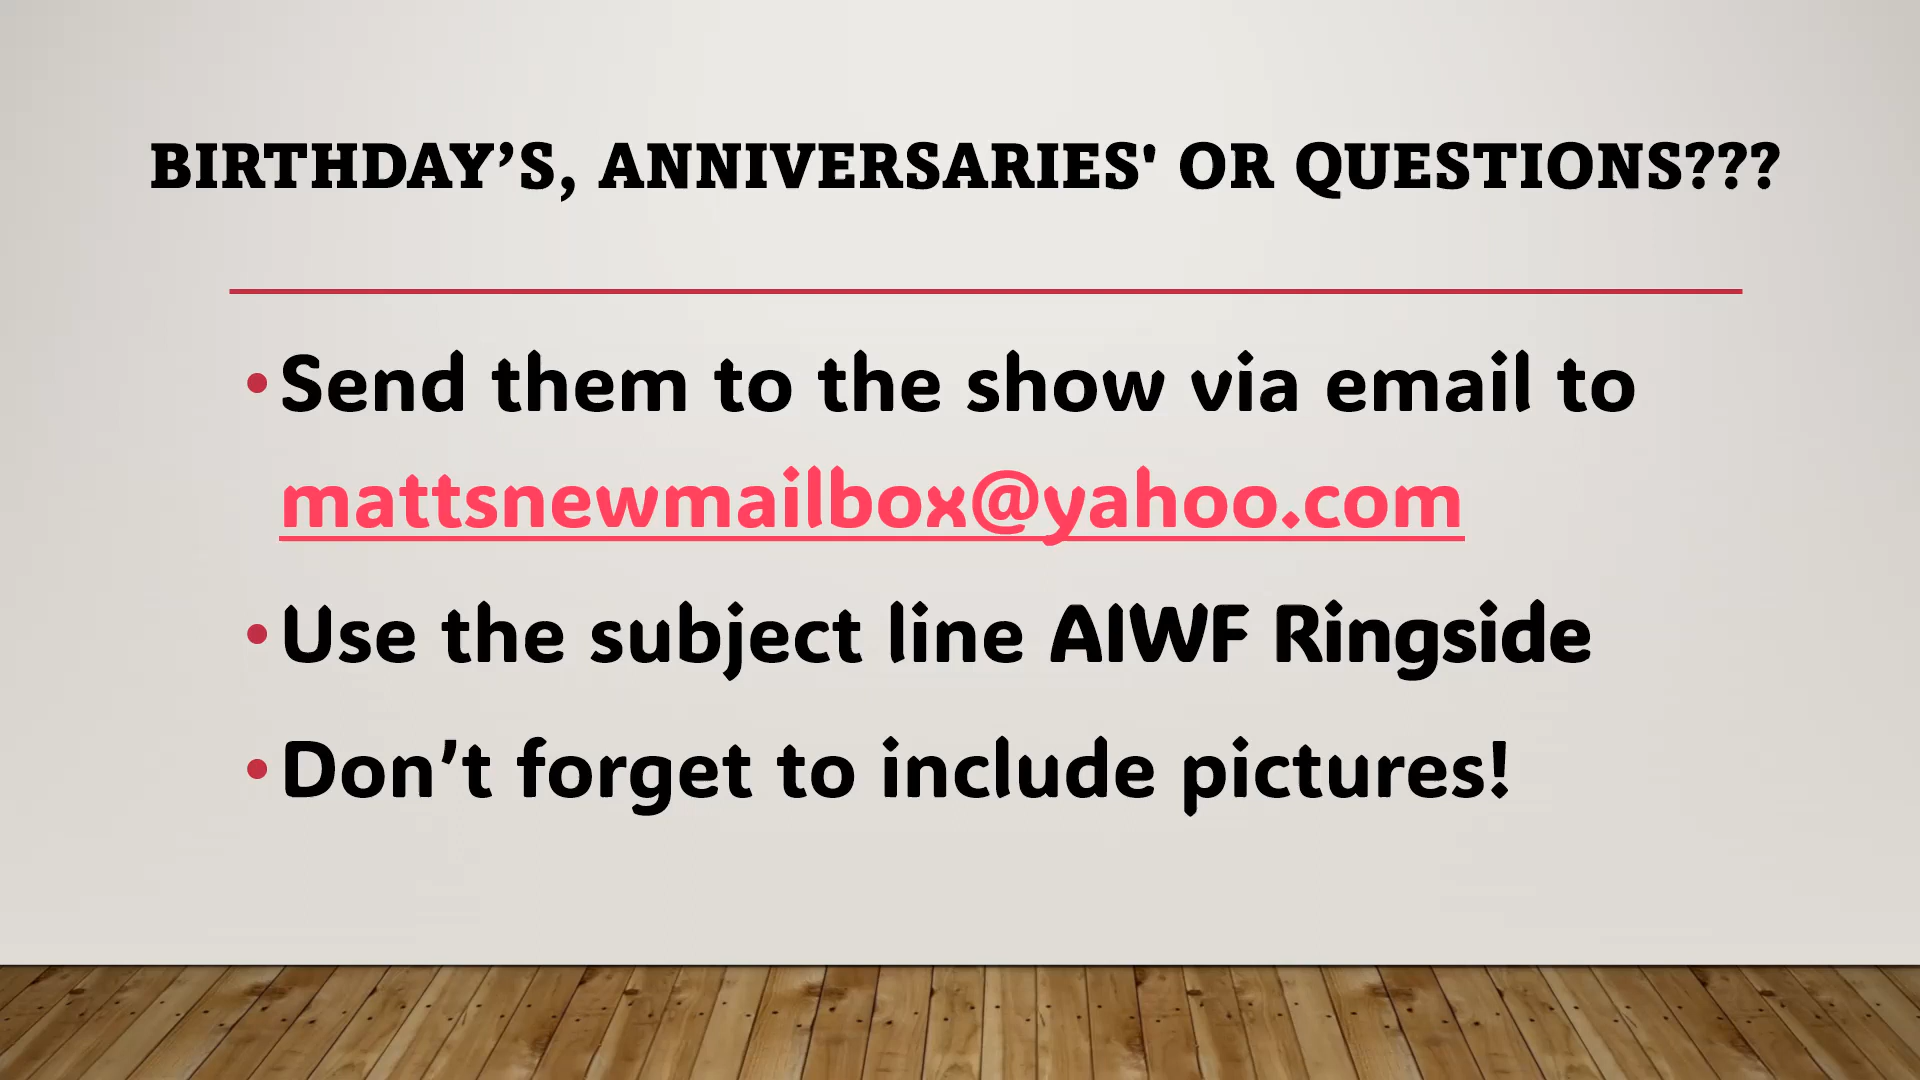 BIRTHDAY’S, ANNIVERSARIES' OR QUESTIONS???
• Send them to the show via email to
mattsnewmailbox@yahoo.com
• Use the subject line AIWF Ringside
• Don’t forget to include pictures!